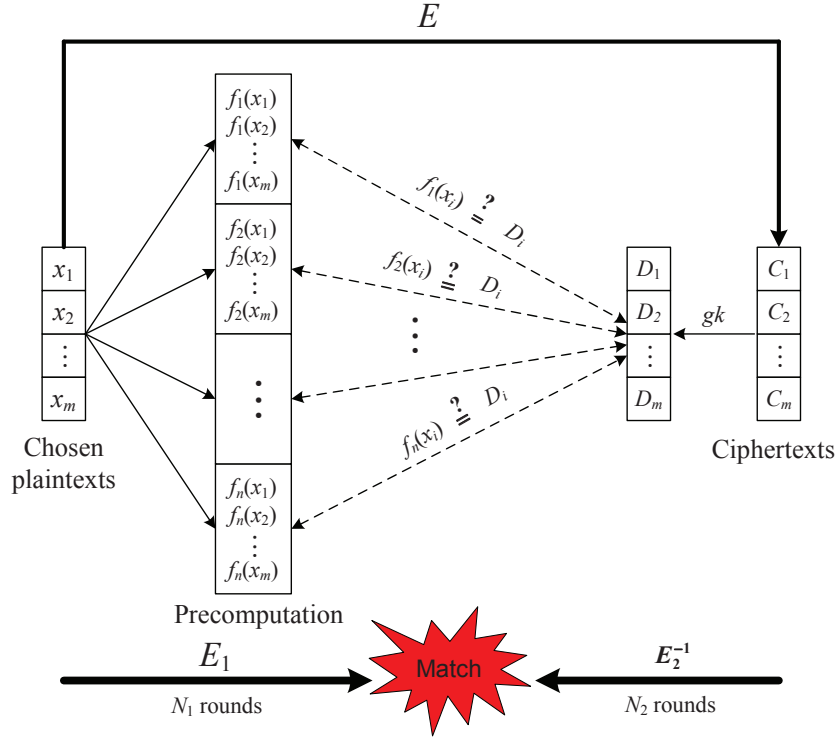 E
f₁(x₁)
f₁(x₂)
⋮
f₁(xₘ)
f₂(x₁)
f₂(x₂)
⋮
f₂(xₘ)
⋮
fₙ(x₁)
fₙ(x₂)
⋮
fₙ(xₘ)
Precomputation
x₁
x₂
⋮
xₘ
Chosen
plaintexts
f₁(xᵢ) ≟ Dᵢ
f₂(xᵢ) ≟ Dᵢ
⋮
? = Dᵢ
fₙ(xᵢ) ≟ Dᵢ
D₁
D₂
⋮
Dₘ
gk
C₁
C₂
⋮
Cₘ
Ciphertexts
E₁
N₁ rounds
Match
E₂⁻¹
N₂ rounds